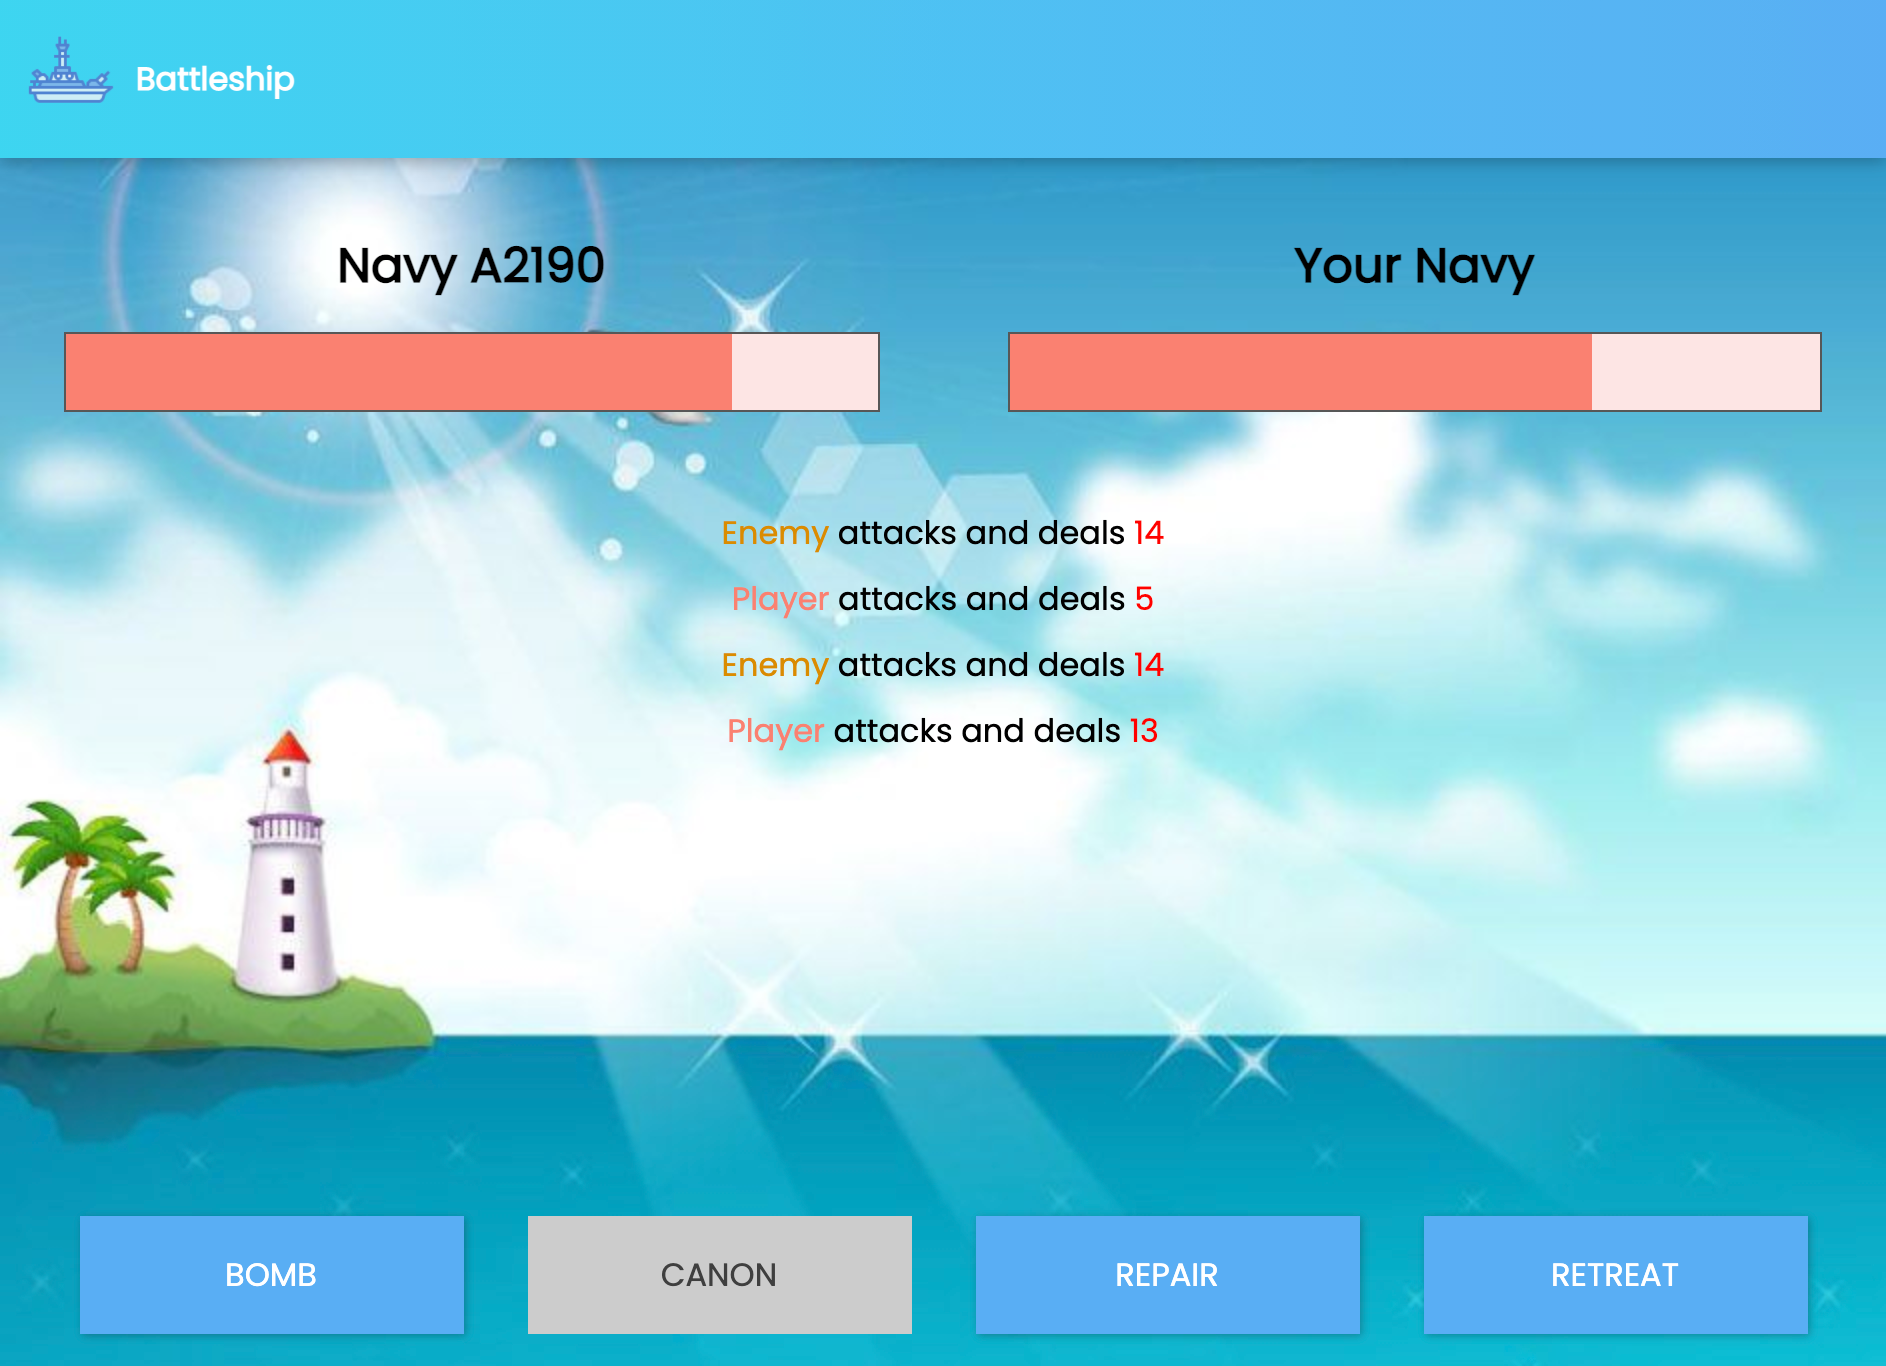 Battleship
Navy A2190
Your Navy
Enemy attacks and deals 14
Player attacks and deals 5
Enemy attacks and deals 14
Player attacks and deals 13
BOMB
CANON
REPAIR
RETREAT